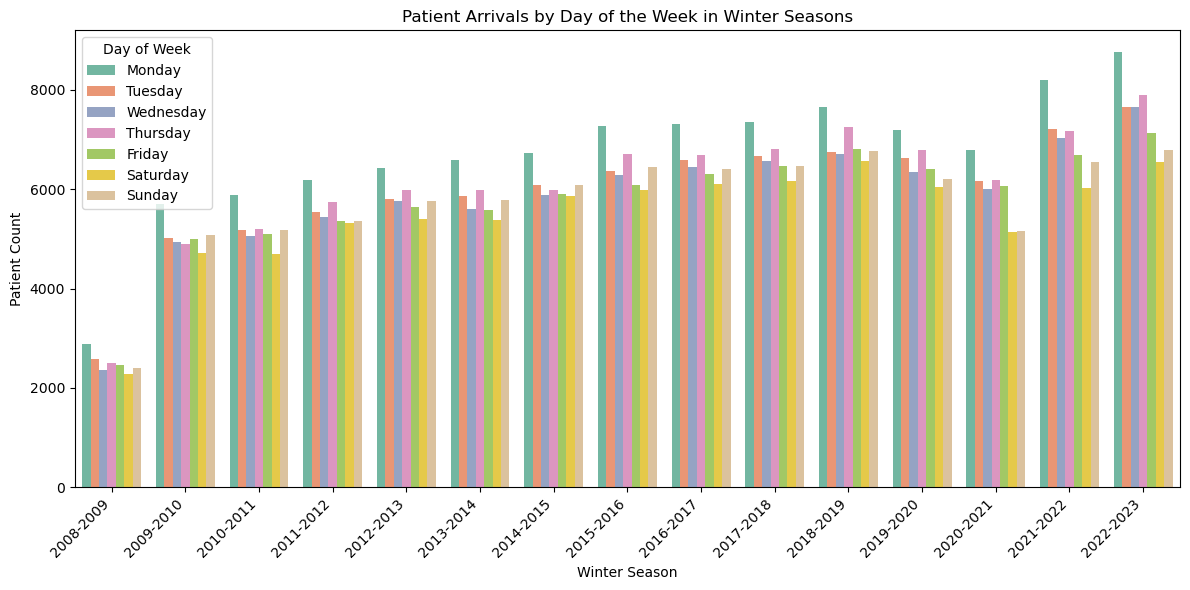 Patient Arrivals by Day of the Week in Winter Seasons
Day of Week
Monday
Tuesday
Wednesday
Thursday
Friday
Saturday
Sunday
Patient Count
8000
6000
4000
2000
0
2008-2009
2009-2010
2010-2011
2011-2012
2012-2013
2013-2014
2014-2015
2015-2016
2016-2017
2017-2018
2018-2019
2019-2020
2020-2021
2021-2022
2022-2023
Winter Season